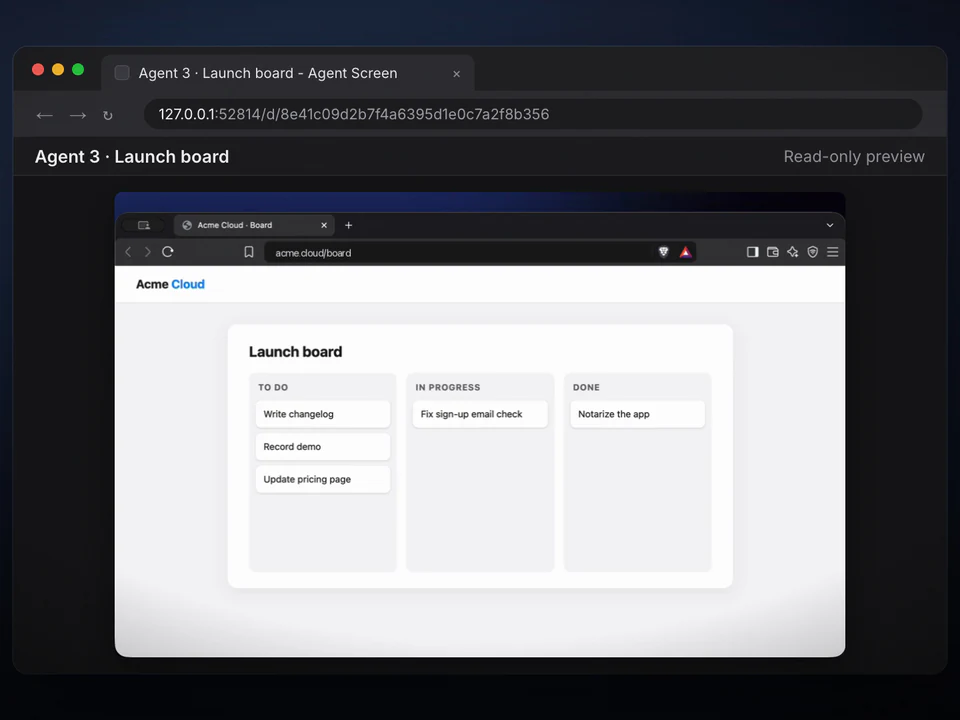 Agent 3 · Launch board - Agent Screen
127.0.0.1:52814/d/8e41c09d2b7f4a6395d1e0c7a2f8b356
Agent 3 · Launch board
Read-only preview
Acme Cloud - Board
acme.cloud/board
Acme Cloud
Launch board
TO DO
Write changelog
Record demo
Update pricing page
IN PROGRESS
Fix sign-up email check
DONE
Notarize the app